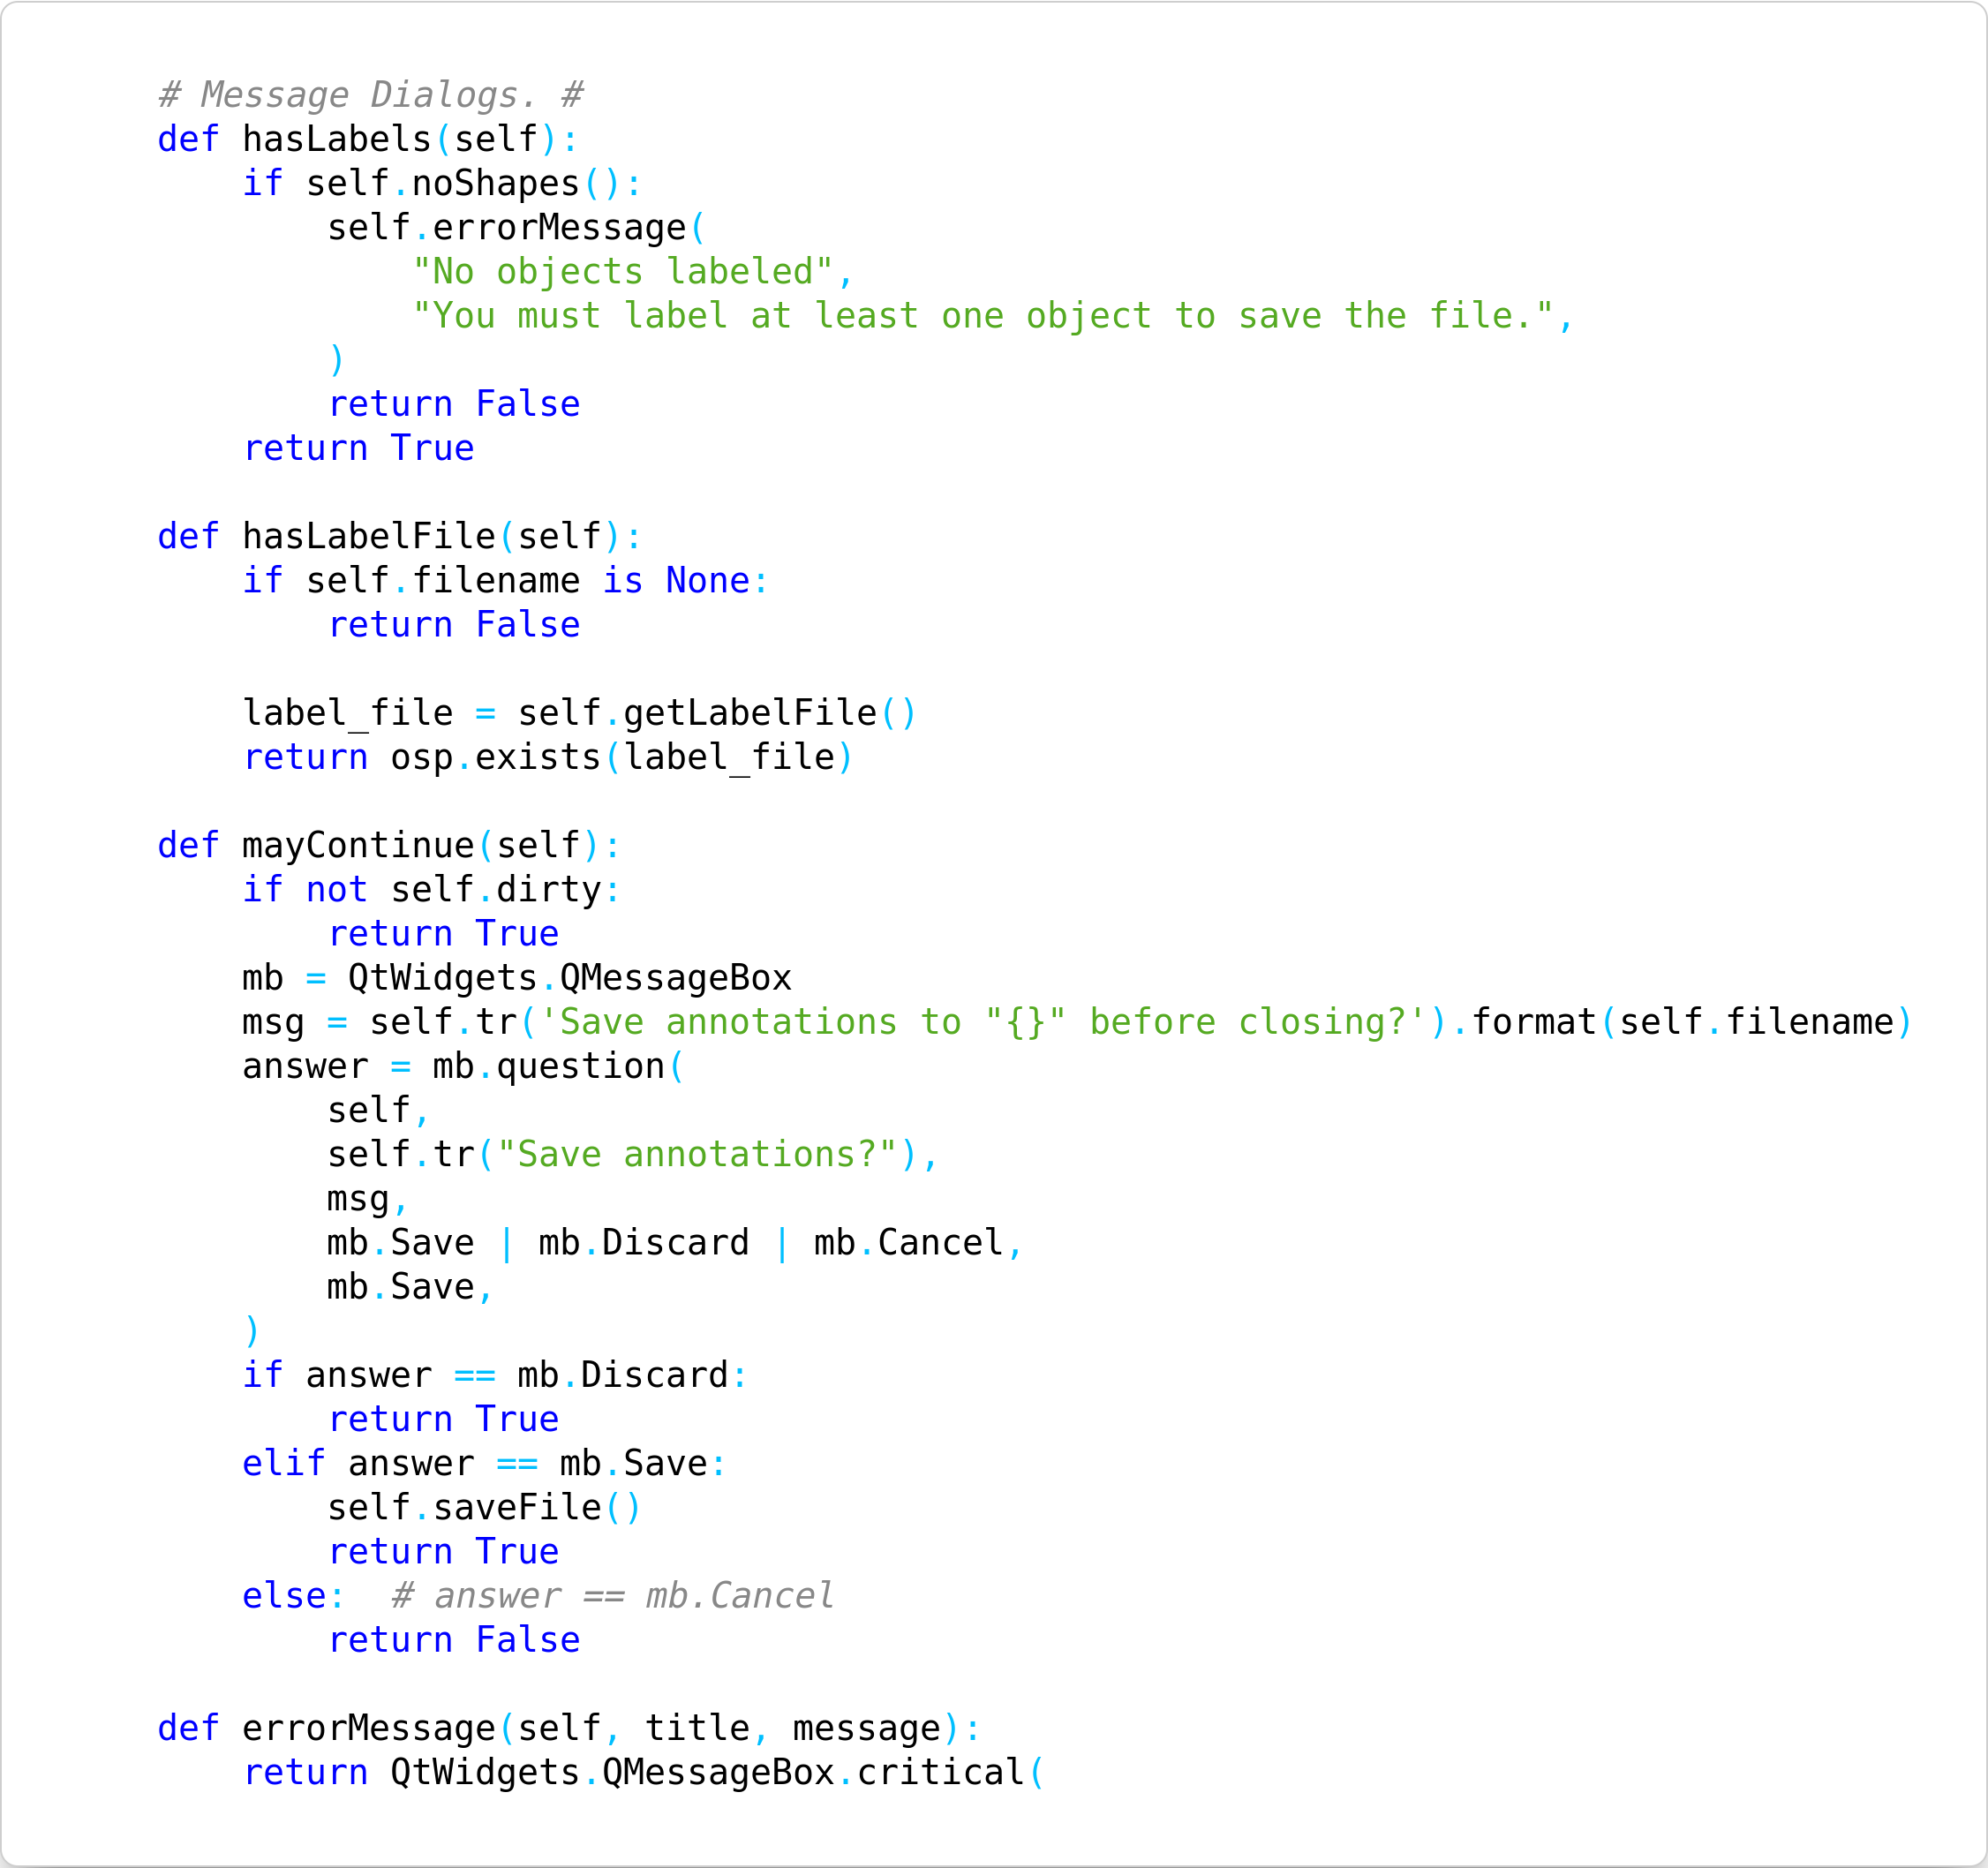 # Message Dialogs. #
def hasLabels(self):
    if self.noShapes():
        self.errorMessage(
            "No objects labeled",
            "You must label at least one object to save the file.",
        )
        return False
    return True

def hasLabelFile(self):
    if self.filename is None:
        return False

    label_file = self.getLabelFile()
    return osp.exists(label_file)

def mayContinue(self):
    if not self.dirty:
        return True
    mb = QtWidgets.QMessageBox
    msg = self.tr('Save annotations to "{}" before closing?').format(self.filename)
    answer = mb.question(
        self,
        self.tr("Save annotations?"),
        msg,
        mb.Save | mb.Discard | mb.Cancel,
        mb.Save,
    )
    if answer == mb.Discard:
        return True
    elif answer == mb.Save:
        self.saveFile()
        return True
    else:  # answer == mb.Cancel
        return False

def errorMessage(self, title, message):
    return QtWidgets.QMessageBox.critical(